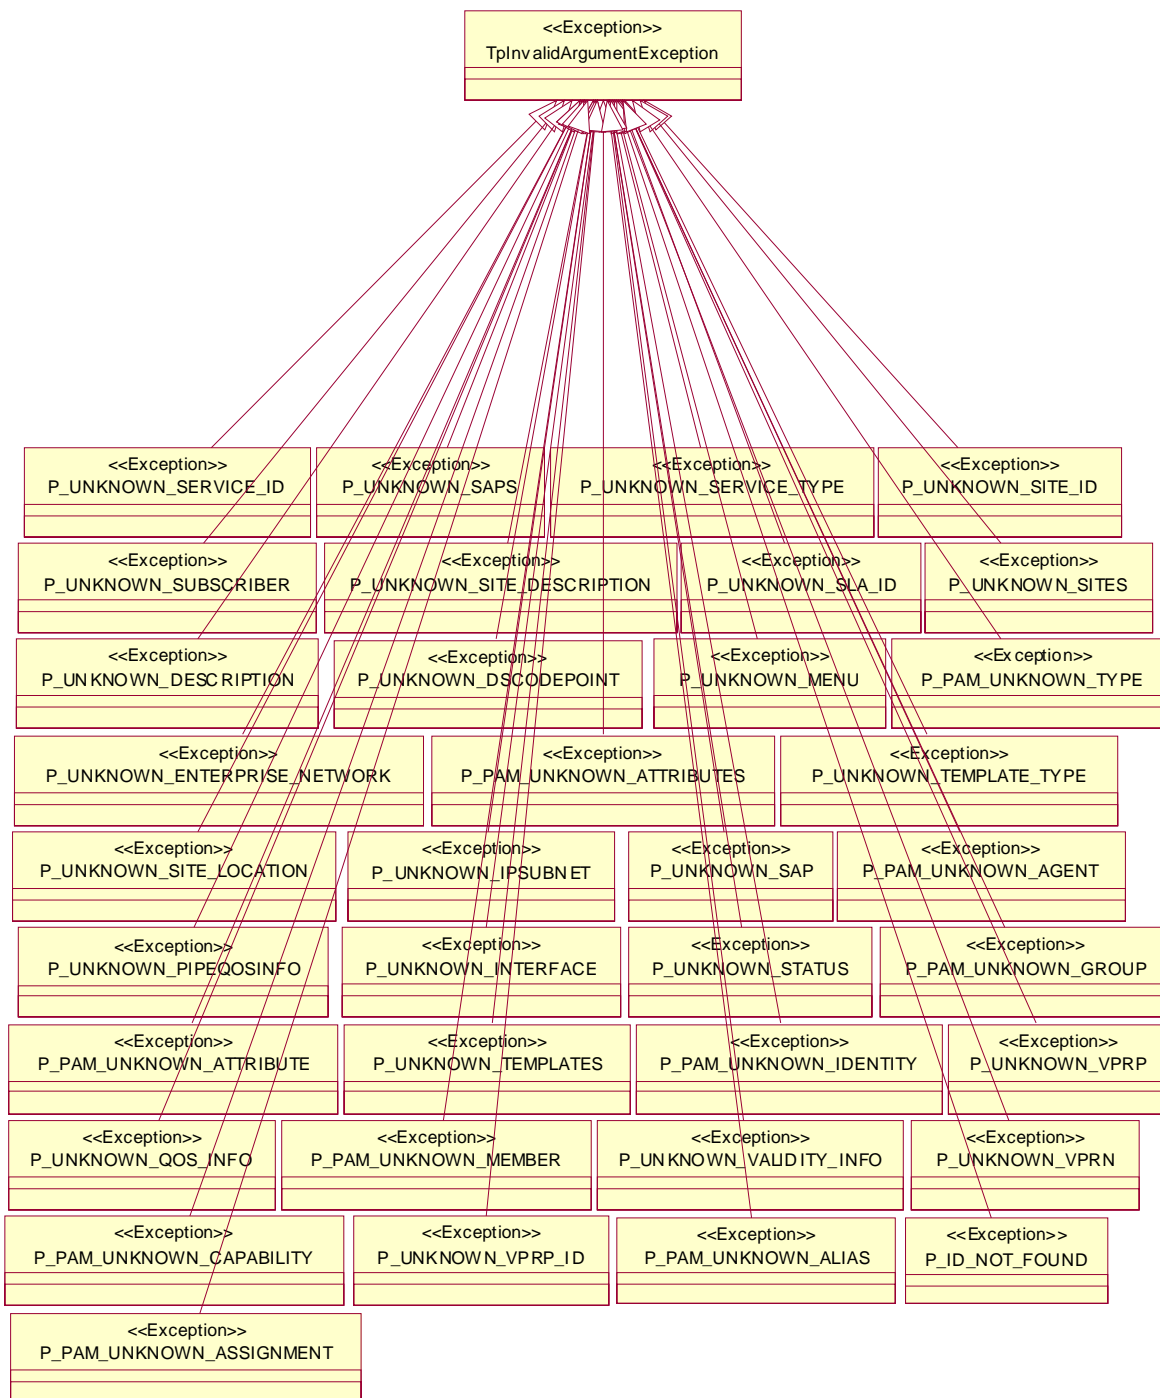 <<Exception>>
TpInvalidArgumentException
<<Exception>>
P_UNKNOWN_SERVICE_ID
<<Exception>>
P_UNKNOWN_SAPS
<<Exception>>
P_UNKNOWN_SERVICE_TYPE
<<Exception>>
P_UNKNOWN_SITE_ID
<<Exception>>
P_UNKNOWN_SUBSCRIBER
<<Exception>>
P_UNKNOWN_SITE_DESCRIPTION
<<Exception>>
P_UNKNOWN_SLA_ID
<<Exception>>
P_UNKNOWN_SITES
<<Exception>>
P_UNKNOWN_DESCRIPTION
<<Exception>>
P_UNKNOWN_DSCODEPOINT
<<Exception>>
P_UNKNOWN_MENU
<<Exception>>
P_PAM_UNKNOWN_TYPE
<<Exception>>
P_UNKNOWN_ENTERPRISE_NETWORK
<<Exception>>
P_PAM_UNKNOWN_ATTRIBUTES
<<Exception>>
P_UNKNOWN_TEMPLATE_TYPE
<<Exception>>
P_UNKNOWN_SITE_LOCATION
<<Exception>>
P_UNKNOWN_IPSUBNET
<<Exception>>
P_UNKNOWN_SAP
<<Exception>>
P_PAM_UNKNOWN_AGENT
<<Exception>>
P_UNKNOWN_PIPEQOSINFO
<<Exception>>
P_UNKNOWN_INTERFACE
<<Exception>>
P_UNKNOWN_STATUS
<<Exception>>
P_PAM_UNKNOWN_GROUP
<<Exception>>
P_PAM_UNKNOWN_ATTRIBUTE
<<Exception>>
P_UNKNOWN_TEMPLATES
<<Exception>>
P_PAM_UNKNOWN_IDENTITY
<<Exception>>
P_UNKNOWN_VPRP
<<Exception>>
P_UNKNOWN_QOS_INFO
<<Exception>>
P_PAM_UNKNOWN_MEMBER
<<Exception>>
P_UNKNOWN_VALIDITY_INFO
<<Exception>>
P_UNKNOWN_VPRN
<<Exception>>
P_PAM_UNKNOWN_CAPABILITY
<<Exception>>
P_UNKNOWN_VPRP_ID
<<Exception>>
P_PAM_UNKNOWN_ALIAS
<<Exception>>
P_ID_NOT_FOUND
<<Exception>>
P_PAM_UNKNOWN_ASSIGNMENT